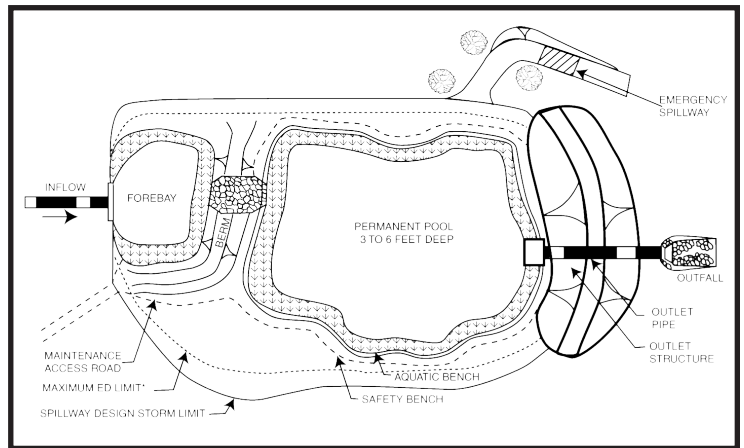 EMERGENCY
SPILLWAY
INFLOW
FOREBAY
BERM
PERMANENT POOL
3 TO 6 FEET DEEP
OUTFALL
OUTLET
PIPE
OUTLET
STRUCTURE
MAINTENANCE
ACCESS ROAD
MAXIMUM ED LIMIT*
SPILLWAY DESIGN STORM LIMIT
AQUATIC BENCH
SAFETY BENCH